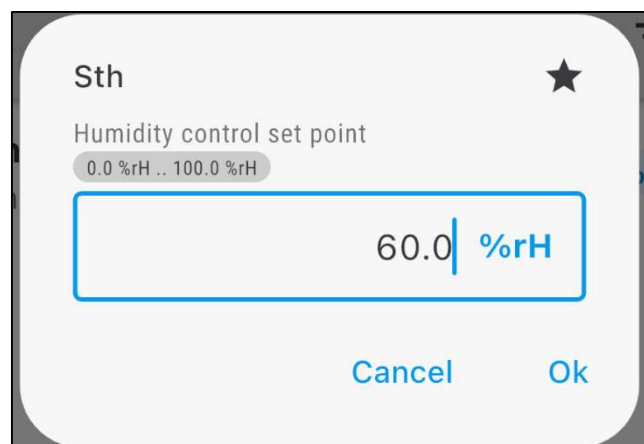 Sth
Humidity control set point
0.0 %rH .. 100.0 %rH
60.0 %rH
Cancel Ok